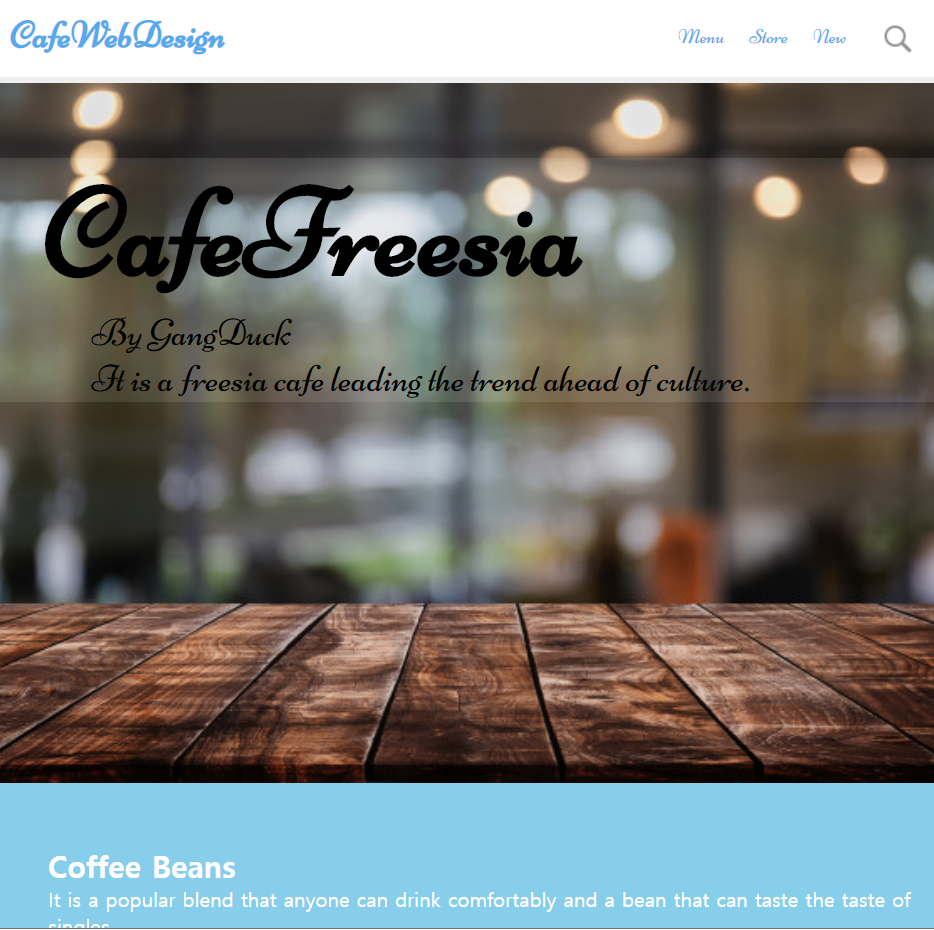 CafeWebDesign
Menu Store New
CafeFreesia
By GangDuck
It is a freesia cafe leading the trend ahead of culture.
Coffee Beans
It is a popular blend that anyone can drink comfortably and a bean that can taste the taste of
singles